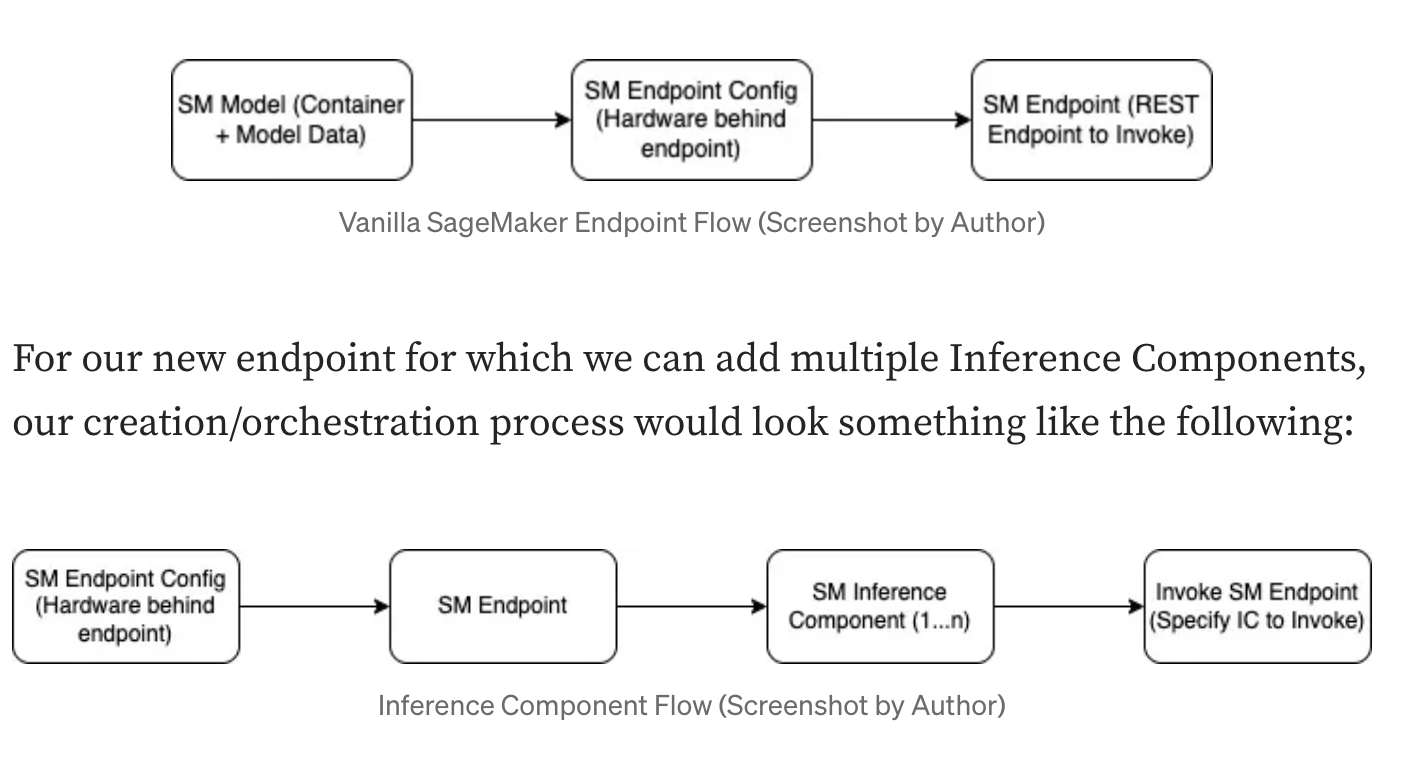 SM Model (Container
+ Model Data)
SM Endpoint Config
(Hardware behind
endpoint)
SM Endpoint (REST
Endpoint to Invoke)
Vanilla SageMaker Endpoint Flow (Screenshot by Author)
For our new endpoint for which we can add multiple Inference Components,
our creation/orchestration process would look something like the following:
SM Endpoint Config
(Hardware behind
endpoint)
SM Endpoint
SM Inference
Component (1...n)
Invoke SM Endpoint
(Specify IC to Invoke)
Inference Component Flow (Screenshot by Author)